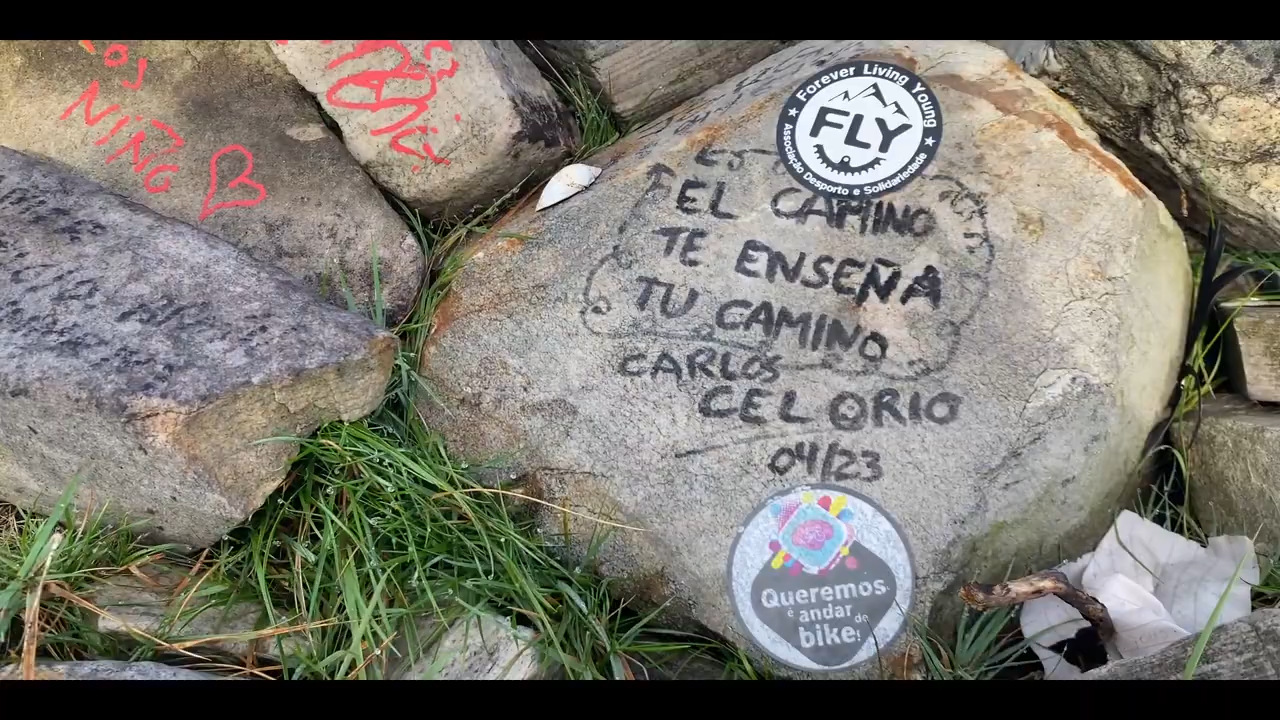 NiNG
Forever Living Young
FLY
Associação Desporto e Solidariedade
EL CAMINO
TE ENSEÑA
TU CAMINO
CARLOS
CELORIO
04/23
Queremos
é andar de
bike!